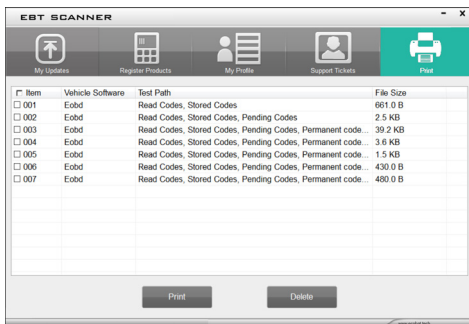 EBT SCANNER - x
My Updates Register Products My Profile Support Tickets Print
Item Vehicle Software Test Path File Size
001 Eobd Read Codes, Stored Codes 661.0 B
002 Eobd Read Codes, Stored Codes, Pending Codes 2.5 KB
003 Eobd Read Codes, Stored Codes, Pending Codes, Permanent code... 39.2 KB
004 Eobd Read Codes, Stored Codes, Pending Codes, Permanent code... 3.6 KB
005 Eobd Read Codes, Stored Codes, Pending Codes, Permanent code... 1.5 KB
006 Eobd Read Codes, Stored Codes, Pending Codes, Permanent code... 430.0 B
007 Eobd Read Codes, Stored Codes, Pending Codes, Permanent code... 480.0 B
Print Delete